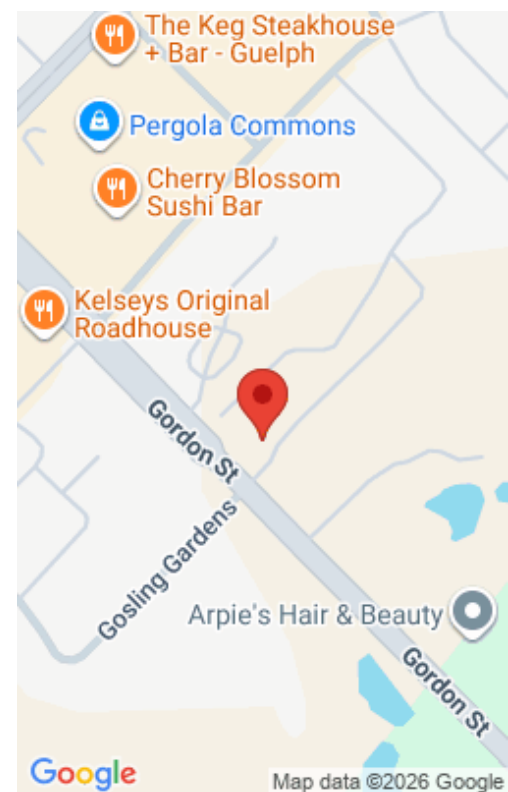 The Keg Steakhouse
+ Bar - Guelph
Pergola Commons
Cherry Blossom
Sushi Bar
Kelseys Original
Roadhouse
Gordon St
Gosling Gardens
Arpie's Hair & Beauty
Gordon St
Google
Map data ©2026 Google